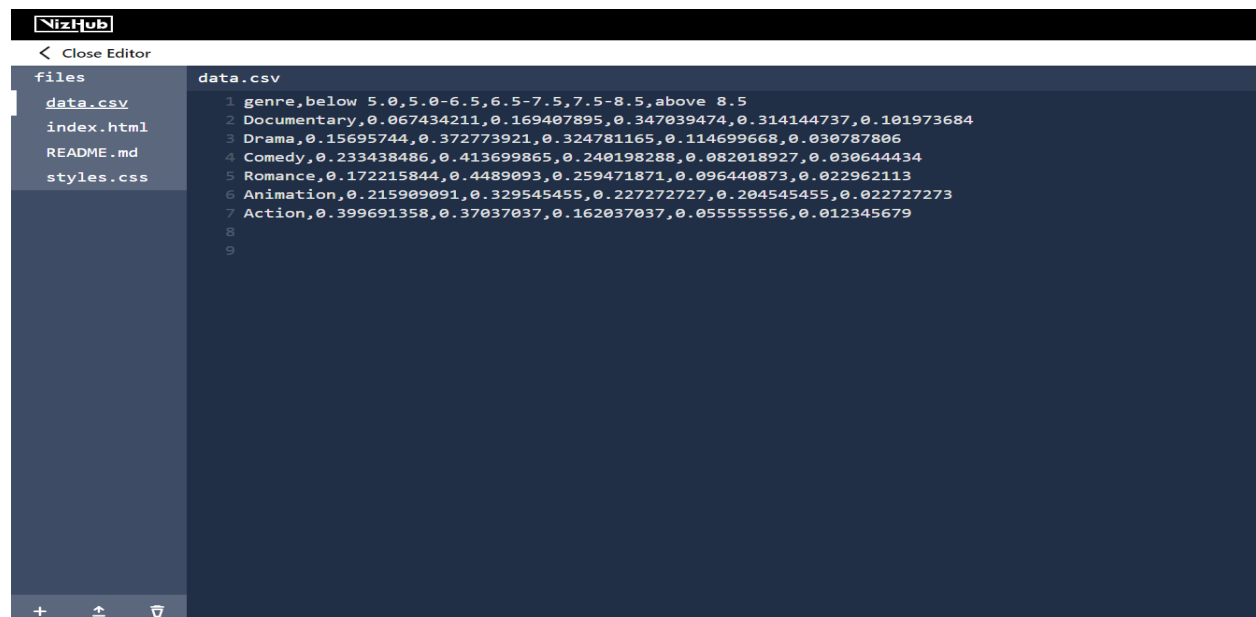 VizHub
Close Editor
files
data.csv
index.html
README.md
styles.css
data.csv
1 genre,below 5.0,5.0-6.5,6.5-7.5,7.5-8.5,above 8.5
2 Documentary,0.067434211,0.169407895,0.347039474,0.314144737,0.101973684
3 Drama,0.15695744,0.372773921,0.324781165,0.114699668,0.030787806
4 Comedy,0.233438486,0.413699865,0.240198288,0.082018927,0.030644434
5 Romance,0.172215844,0.4489093,0.259471871,0.096440873,0.022962113
6 Animation,0.215909091,0.329545455,0.227272727,0.204545455,0.022727273
7 Action,0.399691358,0.37037037,0.162037037,0.055555556,0.012345679
8
9